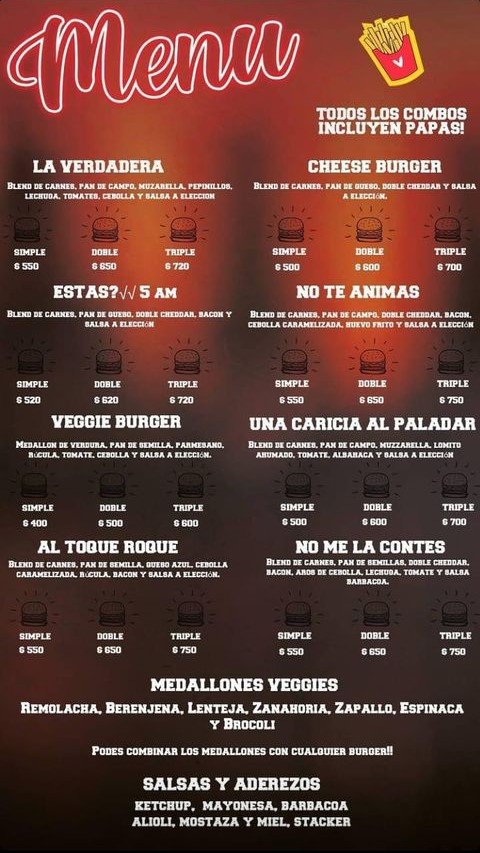 Menu
TODOS LOS COMBOS
INCLUYEN PAPAS!
LA VERDADERA
BLEND DE CARNES, PAN DE CAMPO, MUZARELLA, PEPINILLOS,
LECHUGA, TOMATES, CEBOLLA Y SALSA A ELECCION
SIMPLE DOBLE TRIPLE
$ 550 $ 650 $ 720
CHEESE BURGER
BLEND DE CARNES, PAN DE QUESO, DOBLE CHEDDAR Y SALSA
A ELECCIÓN.
SIMPLE DOBLE TRIPLE
$ 500 $ 600 $ 700
ESTAS?√√ 5 AM
BLEND DE CARNES, PAN DE QUESO, DOBLE CHEDDAR, BACON Y
SALSA A ELECCIÓN
SIMPLE DOBLE TRIPLE
$ 520 $ 620 $ 720
NO TE ANIMAS
BLEND DE CARNES, PAN DE CAMPO, DOBLE CHEDDAR, BACON,
CEBOLLA CARAMELIZADA, HUEVO FRITO Y SALSA A ELECCIÓN
SIMPLE DOBLE TRIPLE
$ 550 $ 650 $ 750
VEGGIE BURGER
MEDALLON DE VERDURA, PAN DE SEMILLA, PARMESANO,
RÚCULA, TOMATE, CEBOLLA Y SALSA A ELECCIÓN.
SIMPLE DOBLE TRIPLE
$ 400 $ 500 $ 600
UNA CARICIA AL PALADAR
BLEND DE CARNES, PAN DE CAMPO, MUZZARELLA, LOMITO
AHUMADO, TOMATE, ALBAHACA Y SALSA A ELECCIÓN
SIMPLE DOBLE TRIPLE
$ 500 $ 600 $ 700
AL TOQUE ROQUE
BLEND DE CARNES, PAN DE SEMILLA, QUESO AZUL, CEBOLLA
CARAMELIZADA, RÚCULA, BACON Y SALSA A ELECCIÓN.
SIMPLE DOBLE TRIPLE
$ 550 $ 650 $ 750
NO ME LA CONTES
BLEND DE CARNES, PAN DE SEMILLAS, DOBLE CHEDDAR,
BACON, AROS DE CEBOLLA, LECHUGA, TOMATE Y SALSA
BARBACOA.
SIMPLE DOBLE TRIPLE
$ 550 $ 650 $ 750
MEDALLONES VEGGIES
REMOLACHA, BERENJENA, LENTEJA, ZANAHORIA, ZAPALLO, ESPINACA
Y BROCOLI
PODES COMBINAR LOS MEDALLONES CON CUALQUIER BURGER!!
SALSAS Y ADEREZOS
KETCHUP, MAYONESA, BARBACOA
ALIOLI, MOSTAZA Y MIEL, STACKER